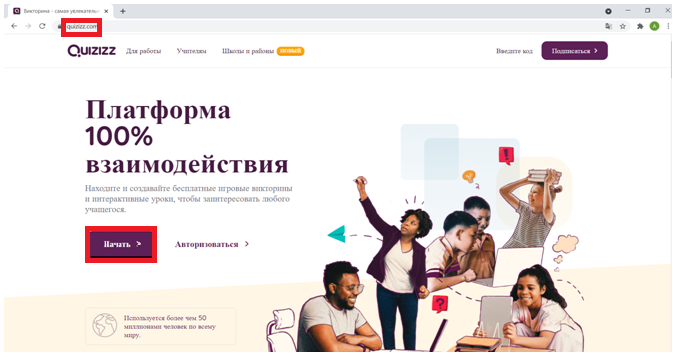 Викторина - самая увлекатель
quizizz.com
QUIZIZZ Для работы Учителям Школы и районы НОВЫЙ Введите код Подписаться >
Платформа
100%
взаимодействия
Находите и создавайте бесплатные игровые викторины
и интерактивные уроки, чтобы заинтересовать любого
учащегося.
Начать > Авторизоваться >
Используется более чем 50
миллионами человек по всему
миру.